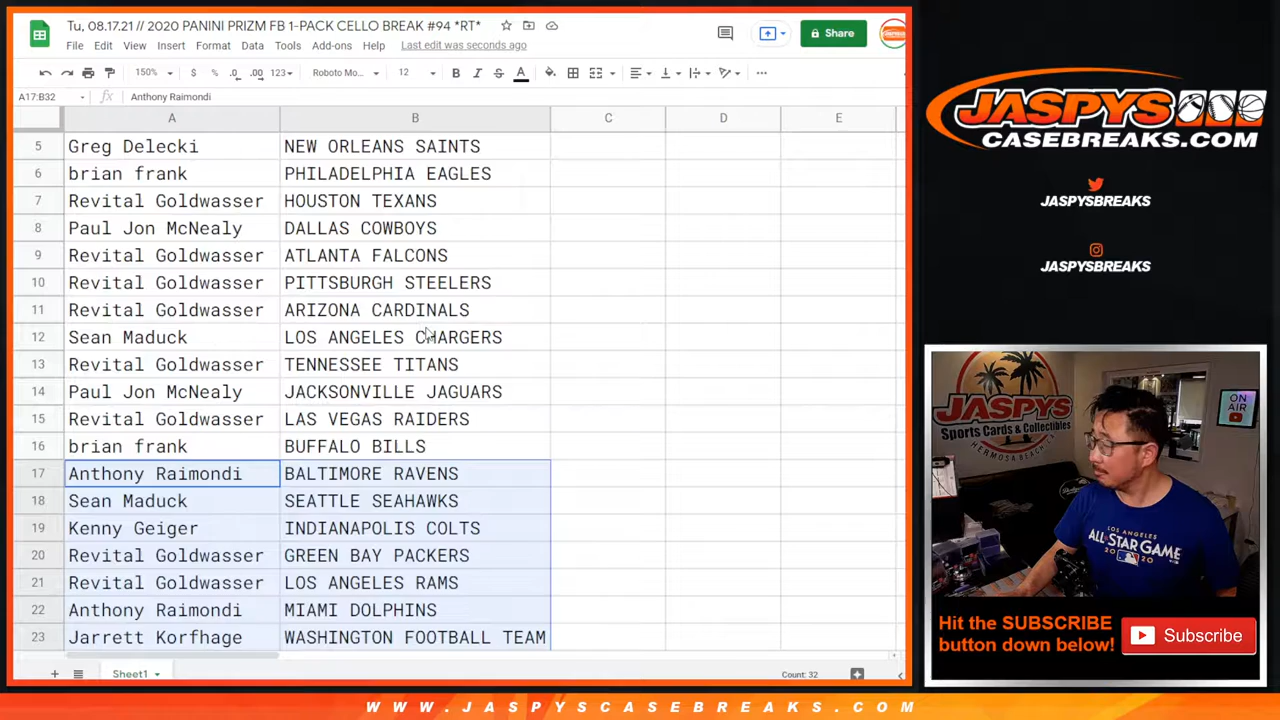 Tu, 08.17.21 // 2020 PANINI PRIZM FB 1-PACK CELLO BREAK #94 *RT*
File Edit View Insert Format Data Tools Add-ons Help Last edit was seconds ago
Share
150% $ % .0 .00 123 Roboto Mo... 12 B I S A
A17:B32 fx Anthony Raimondi
A B C D E
5 Greg Delecki NEW ORLEANS SAINTS
6 brian frank PHILADELPHIA EAGLES
7 Revital Goldwasser HOUSTON TEXANS
8 Paul Jon McNealy DALLAS COWBOYS
9 Revital Goldwasser ATLANTA FALCONS
10 Revital Goldwasser PITTSBURGH STEELERS
11 Revital Goldwasser ARIZONA CARDINALS
12 Sean Maduck LOS ANGELES CHARGERS
13 Revital Goldwasser TENNESSEE TITANS
14 Paul Jon McNealy JACKSONVILLE JAGUARS
15 Revital Goldwasser LAS VEGAS RAIDERS
16 brian frank BUFFALO BILLS
17 Anthony Raimondi BALTIMORE RAVENS
18 Sean Maduck SEATTLE SEAHAWKS
19 Kenny Geiger INDIANAPOLIS COLTS
20 Revital Goldwasser GREEN BAY PACKERS
21 Revital Goldwasser LOS ANGELES RAMS
22 Anthony Raimondi MIAMI DOLPHINS
23 Jarrett Korfhage WASHINGTON FOOTBALL TEAM
Sheet1
Count: 32
JASPYS
CASEBREAKS.COM
JASPYSBREAKS
JASPYSBREAKS
JASPYS
Sports Cards & Collectibles
HERMOSA BEACH
ON AIR
LOS ANGELES
ALL STAR GAME
2020
Hit the SUBSCRIBE
button down below!
Subscribe
WWW.JASPYSCASEBREAKS.COM